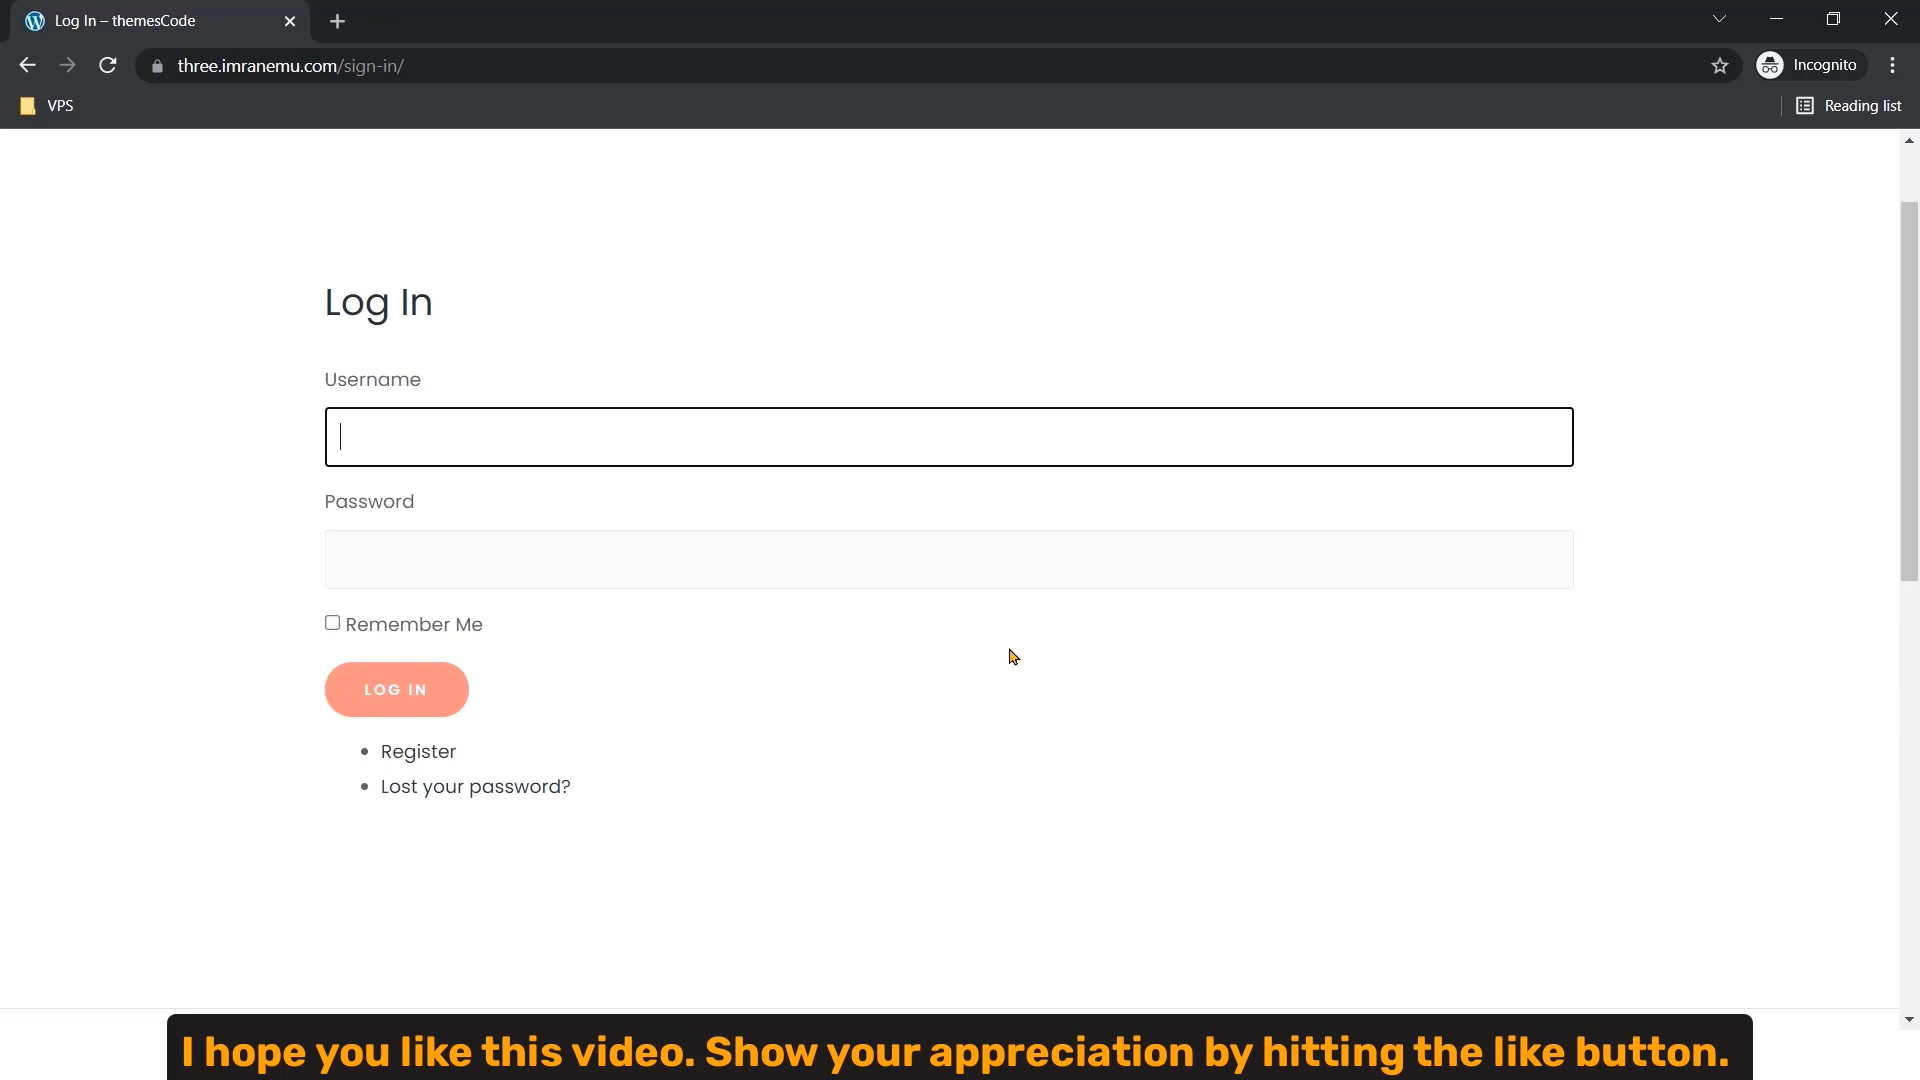 Log In – themesCode
three.imranemu.com/sign-in/
Incognito
VPS
Reading list
Log In
Username
Password
Remember Me
LOG IN
Register
Lost your password?
I hope you like this video. Show your appreciation by hitting the like button.